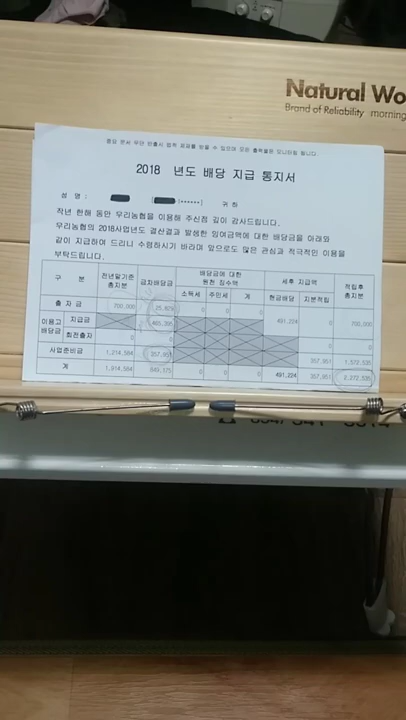 Natural Wo
Brand of Reliability morning
2018 년도 배당 지급 통지서
성 명 : 귀 하
작년 한해 동안 우리농협을 이용해 주신점 깊이 감사드립니다.
우리농협의 2018사업년도 결산결과 발생한 잉여금액에 대한 배당금을 아래와
같이 지급하여 드리니 수령하시기 바라며 앞으로도 많은 관심과 적극적인 이용을
부탁드립니다.
구 분 전년말기준 총지분 금차배당금 배당금에 대한 원천 징수액 세후 지급액 적립후 총지분
소득세 주민세 계 현금배당 지분적립
출 자 금 700,000 25,829 0 0 0 491,224 0 700,000
이용고 배당금 지급금 465,395
회전출자 0 0 0 0
사업준비금 1,214,584 357,951 357,951 1,572,535
계 1,914,584 849,175 0 0 0 491,224 357,951 2,272,535